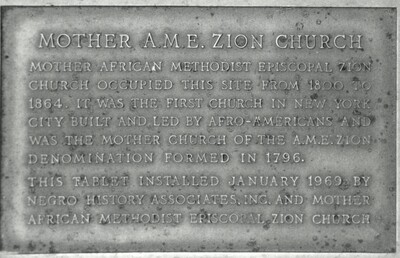 MOTHER A.M.E. ZION CHURCH
MOTHER AFRICAN METHODIST EPISCOPAL ZION
CHURCH OCCUPIED THIS SITE FROM 1800 TO
1864. IT WAS THE FIRST CHURCH IN NEW YORK
CITY BUILT AND LED BY AFRO-AMERICANS AND
WAS THE MOTHER CHURCH OF THE A.M.E. ZION
DENOMINATION FORMED IN 1796.
THIS TABLET INSTALLED JANUARY 1969 BY
NEGRO HISTORY ASSOCIATES, INC. AND MOTHER
AFRICAN METHODIST EPISCOPAL ZION CHURCH